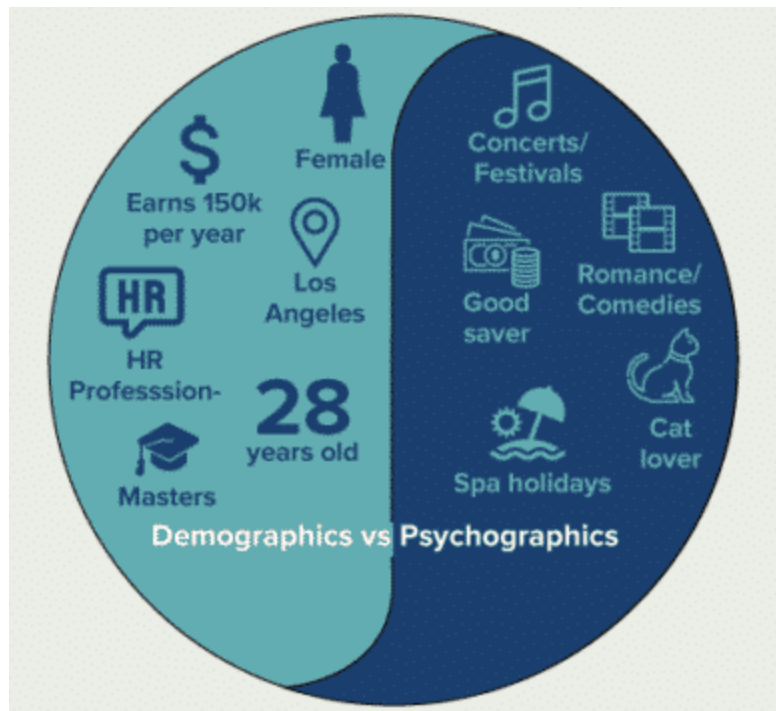 Female
$
Earns 150k
per year
Los
Angeles
HR
HR
Professsion-
28
years old
Masters
Concerts/
Festivals
Romance/
Comedies
Good
saver
Cat
lover
Spa holidays
Demographics vs Psychographics